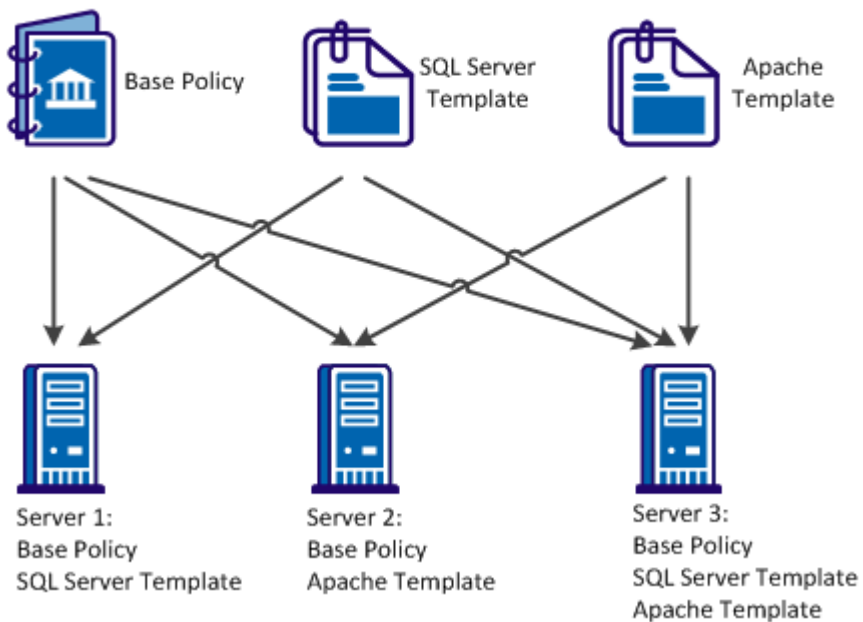 Base Policy
SQL Server
Template
Apache
Template
Server 1:
Base Policy
SQL Server Template
Server 2:
Base Policy
Apache Template
Server 3:
Base Policy
SQL Server Template
Apache Template